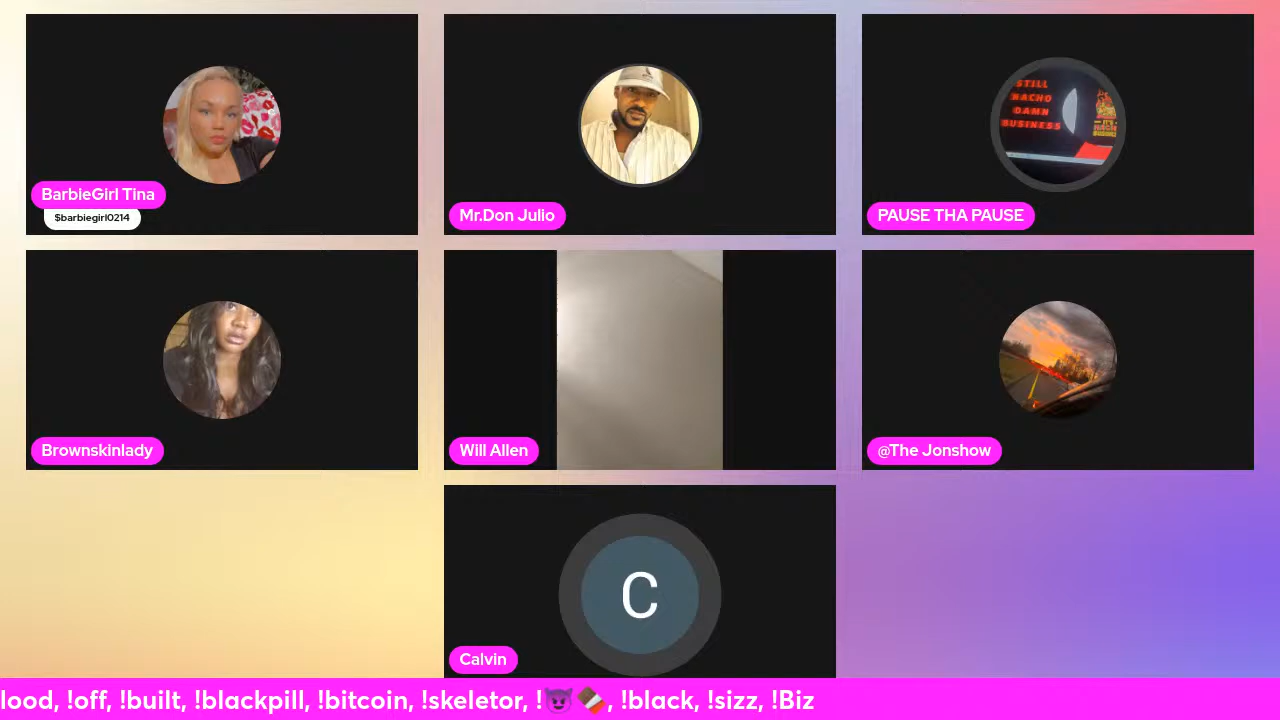 BarbieGirl Tina
$barbiegirl0214
Mr.Don Julio
STILL
NACHO
DAMN
BUSINESS
PAUSE THA PAUSE
Brownskinlady
Will Allen
@The Jonshow
C
Calvin
lood, !off, !built, !blackpill, !bitcoin, !skeletor, !😈🍫, !black, !sizz, !Biz